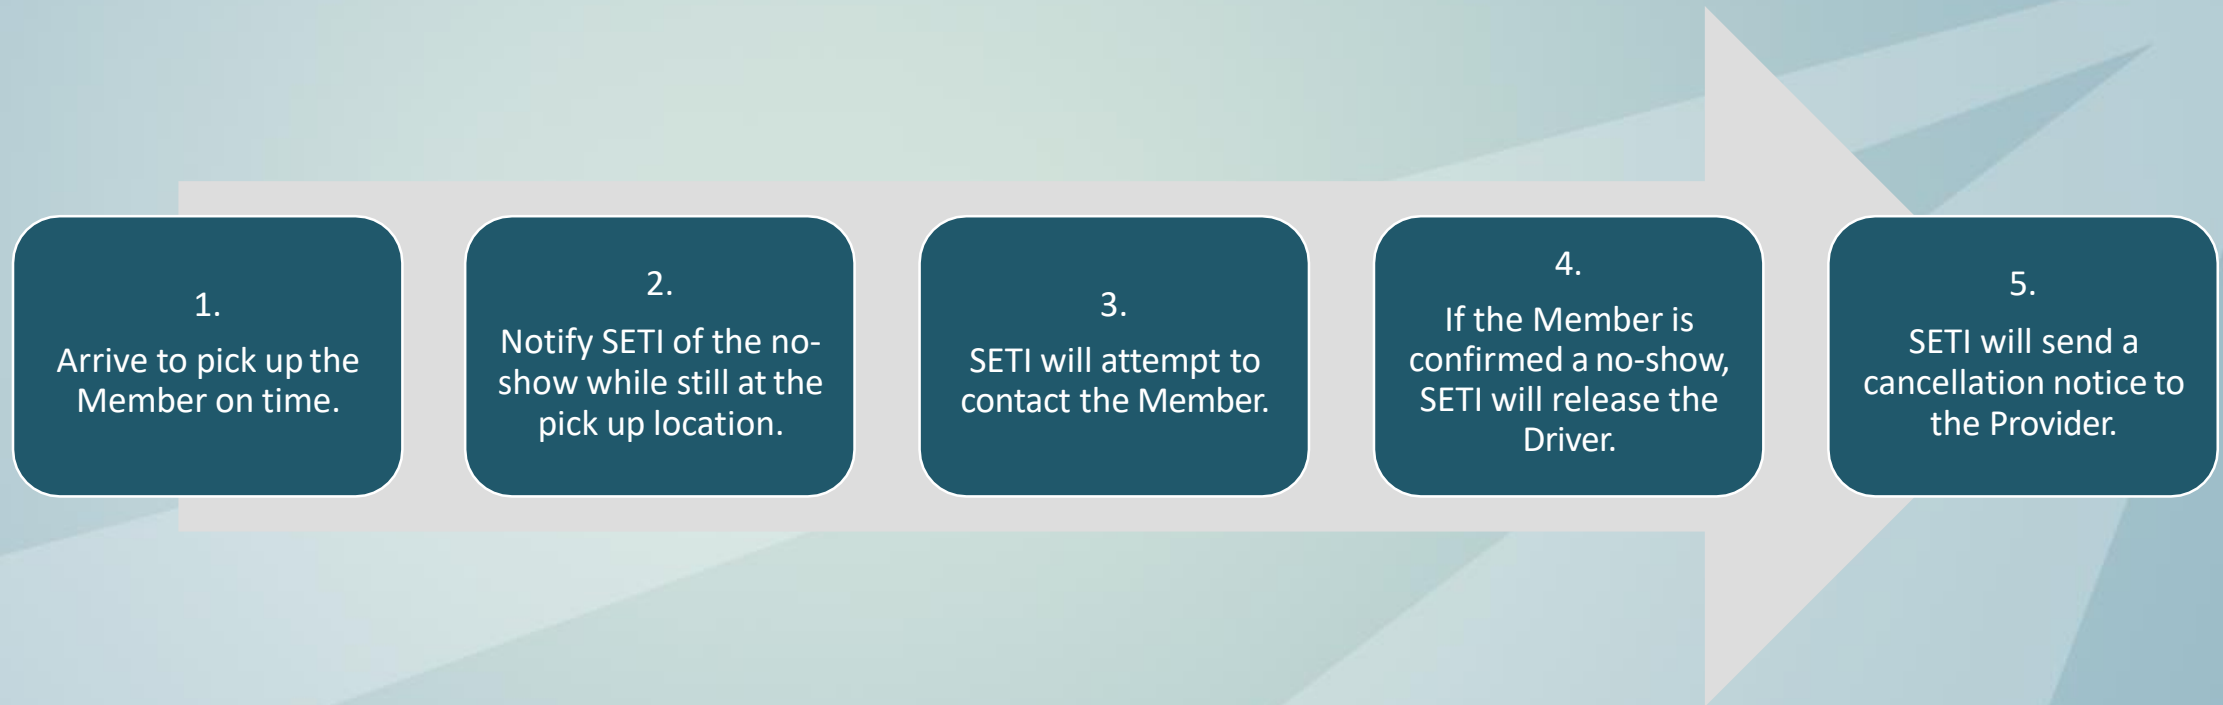 1.
Arrive to pick up the
Member on time.
2.
Notify SETI of the no-
show while still at the
pick up location.
3.
SETI will attempt to
contact the Member.
4.
If the Member is
confirmed a no-show,
SETI will release the
Driver.
5.
SETI will send a
cancellation notice to
the Provider.